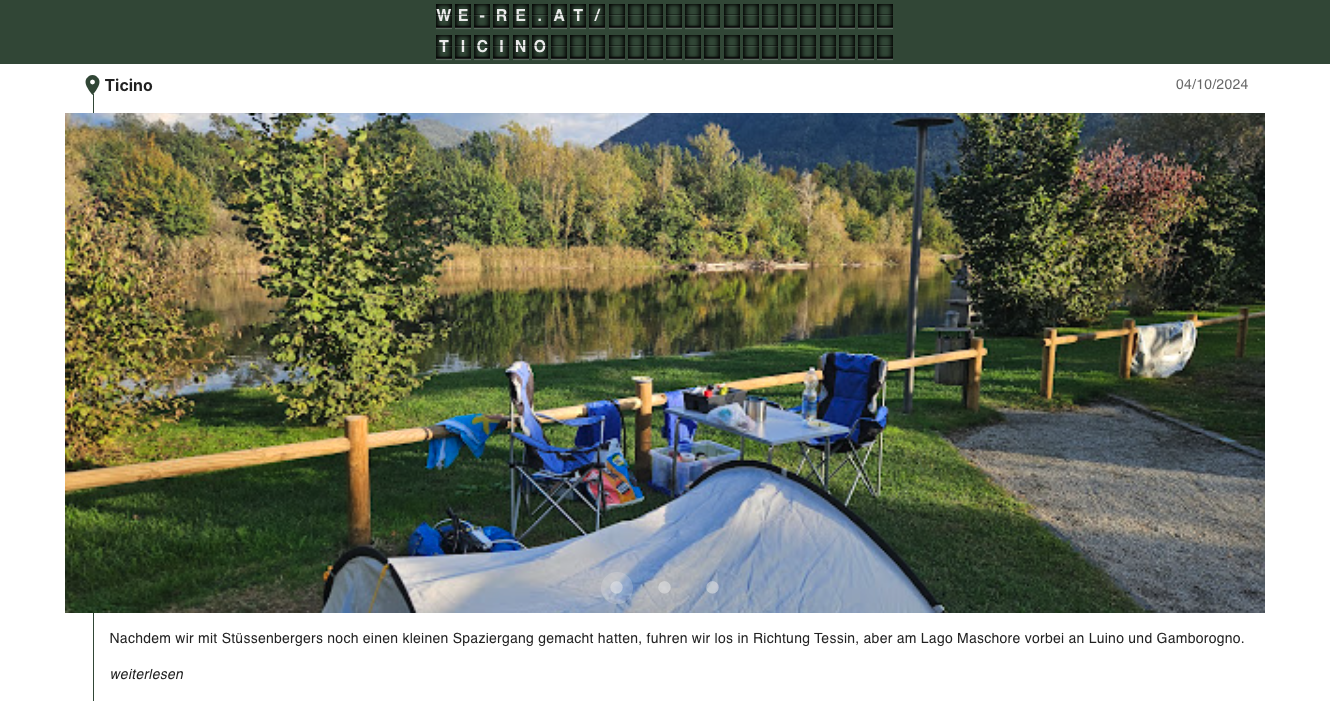 WE-RE.AT/
TICINO
Ticino
04/10/2024
Nachdem wir mit Stüssenbergers noch einen kleinen Spaziergang gemacht hatten, fuhren wir los in Richtung Tessin, aber am Lago Maschore vorbei an Luino und Gamborogno.
weiterlesen